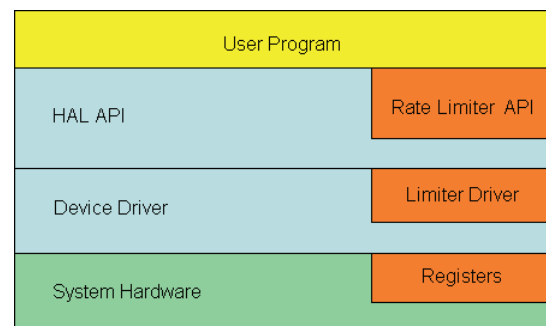 User Program
HAL API
Rate Limiter API
Device Driver
Limiter Driver
System Hardware
Registers